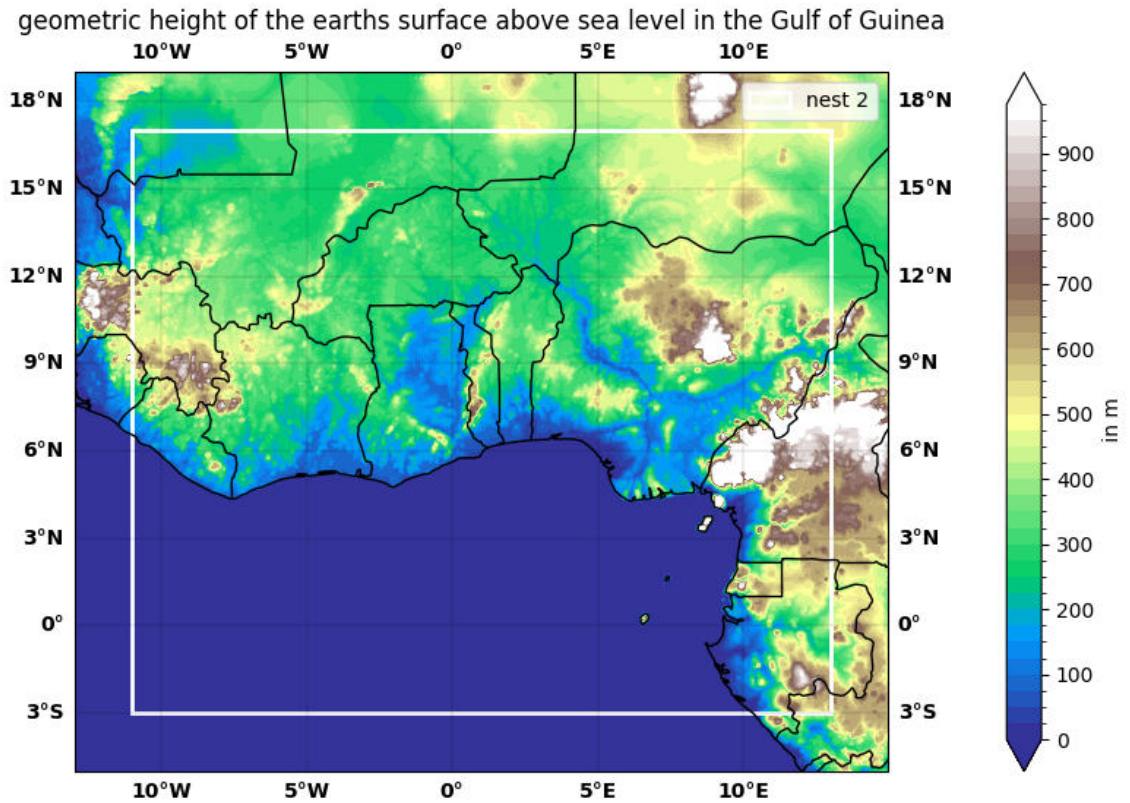 geometric height of the earths surface above sea level in the Gulf of Guinea
10°W 5°W 0° 5°E 10°E
nest 2
18°N 18°N
15°N 15°N
12°N 12°N
9°N 9°N
6°N 6°N
3°N 3°N
0° 0°
3°S 3°S
10°W 5°W 0° 5°E 10°E
900
800
700
600
500
400
300
200
100
0
in m